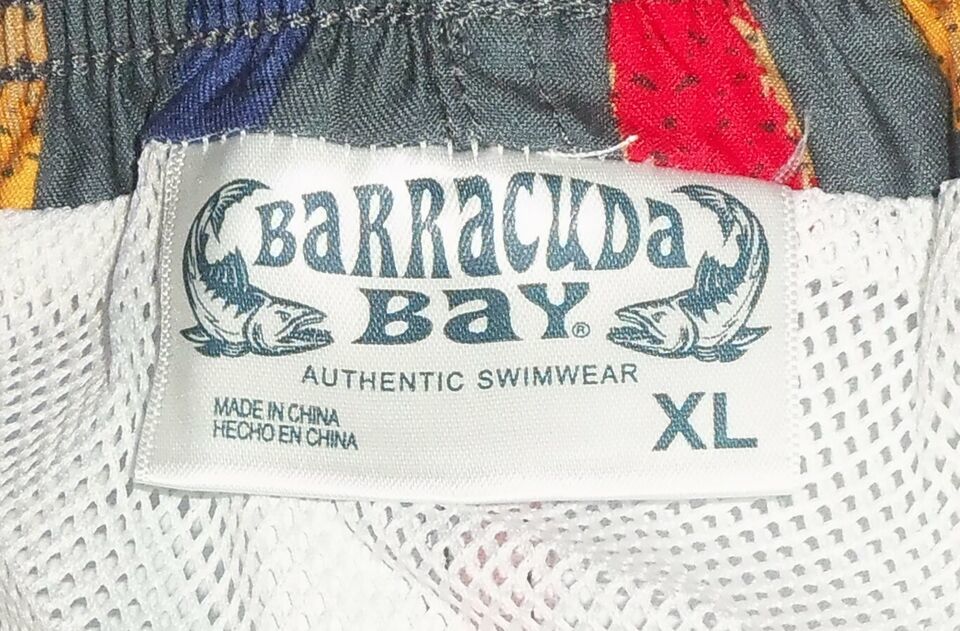 BaRRaCUDa
BaY®
AUTHENTIC SWIMWEAR
MADE IN CHINA
HECHO EN CHINA
XL